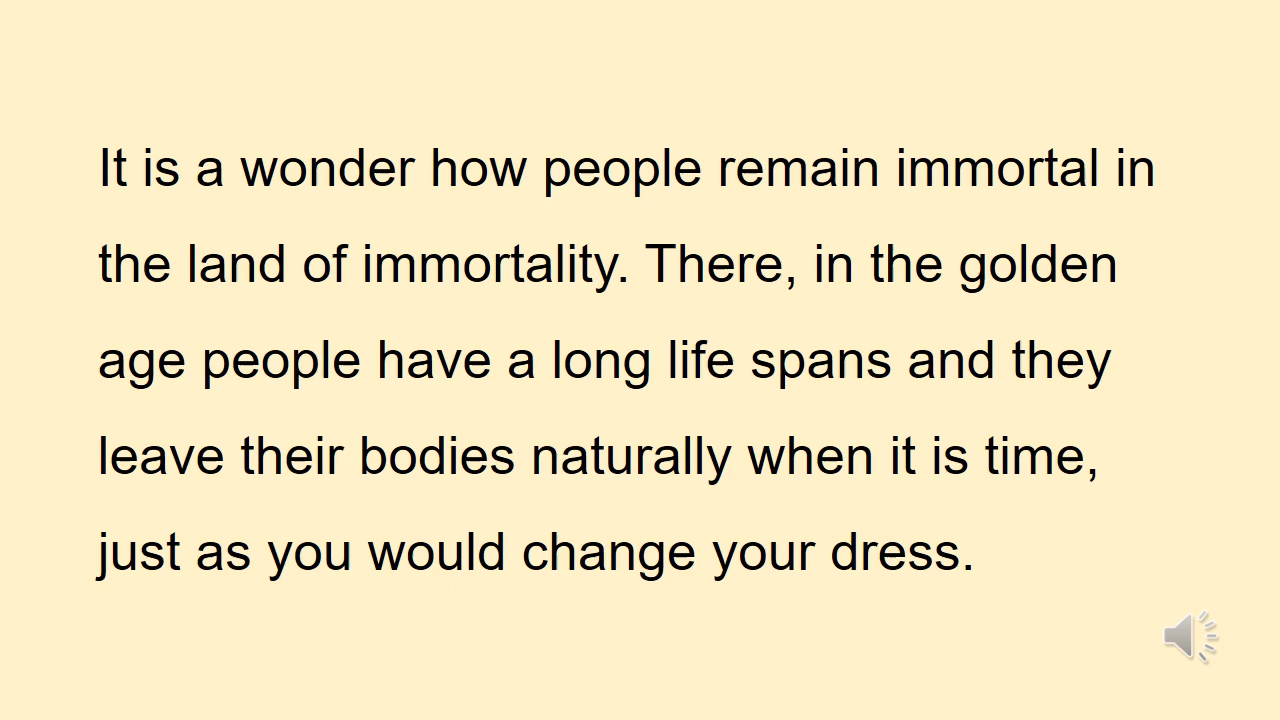 It is a wonder how people remain immortal in
the land of immortality. There, in the golden
age people have a long life spans and they
leave their bodies naturally when it is time,
just as you would change your dress.